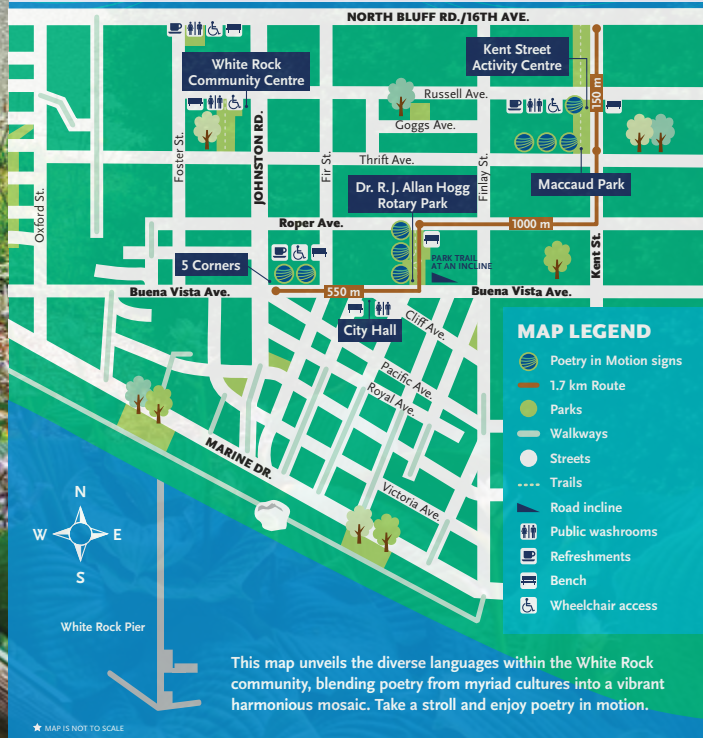 NORTH BLUFF RD./16TH AVE.
Kent Street
Activity Centre
White Rock
Community Centre
150 m
Russell Ave.
Goggs Ave.
Foster St.
JOHNSTON RD.
Fir St.
Thrift Ave.
Finlay St.
Maccaud Park
Dr. R. J. Allan Hogg
Rotary Park
Oxford St.
Roper Ave.
1000 m
Kent St.
PARK TRAIL
AT AN INCLINE
5 Corners
Buena Vista Ave.
550 m
Buena Vista Ave.
City Hall
Cliff Ave.
Pacific Ave.
Royal Ave.
MARINE DR.
Victoria Ave.
MAP LEGEND
Poetry in Motion signs
1.7 km Route
Parks
Walkways
Streets
Trails
Road incline
Public washrooms
Refreshments
Bench
Wheelchair access
N
W
E
S
White Rock Pier
This map unveils the diverse languages within the White Rock
community, blending poetry from myriad cultures into a vibrant
harmonious mosaic. Take a stroll and enjoy poetry in motion.
MAP IS NOT TO SCALE